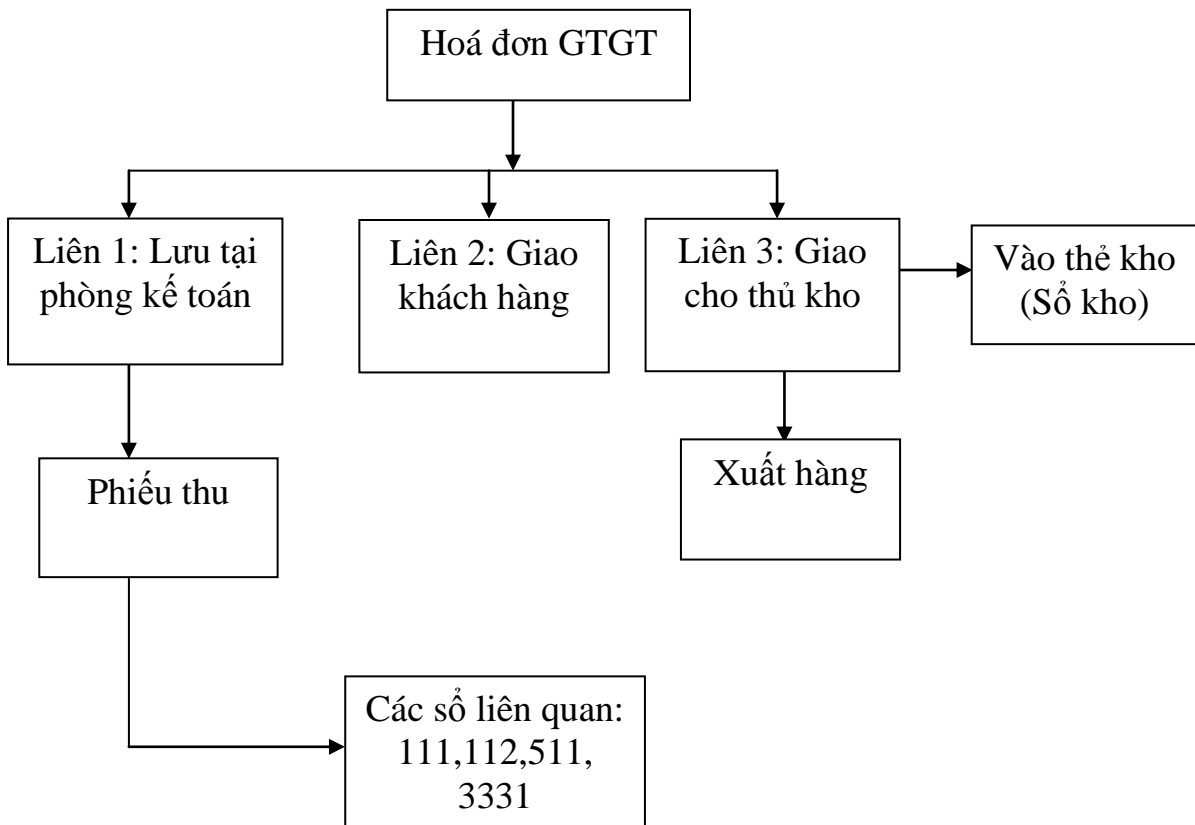 Hoá đơn GTGT
Liên 1: Lưu tại
phòng kế toán
Liên 2: Giao
khách hàng
Liên 3: Giao
cho thủ kho
Vào thẻ kho
(Sổ kho)
Phiếu thu
Xuất hàng
Các sổ liên quan:
111,112,511,
3331